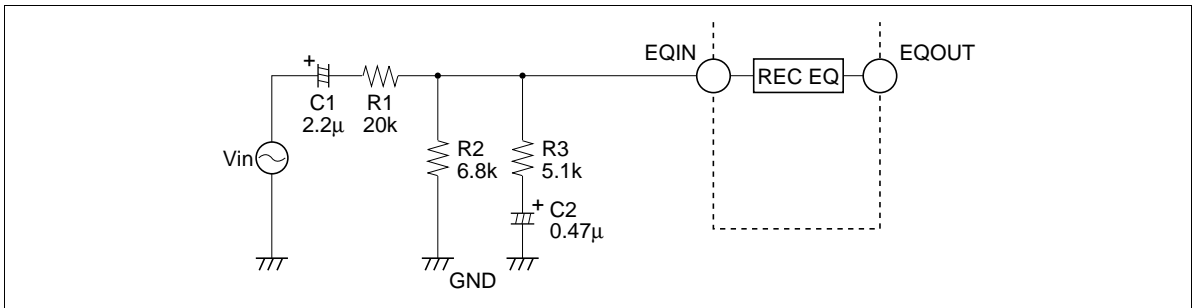 EQIN
EQOUT
REC EQ
+
C1
2.2μ
R1
20k
Vin
R2
6.8k
R3
5.1k
+
C2
0.47μ
GND